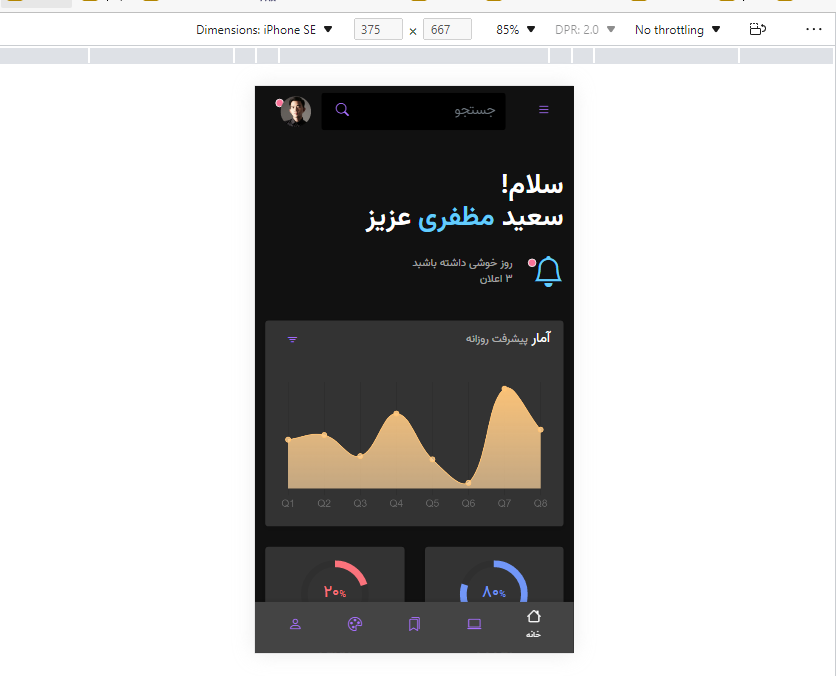 Dimensions: iPhone SE 375 × 667 85% DPR: 2.0 No throttling
جستجو
سلام!
سعید مظفری عزیز
روز خوشی داشته باشید
۳ اعلان
آمار پیشرفت روزانه
Q1 Q2 Q3 Q4 Q5 Q6 Q7 Q8
۲۰%
۸۰%
خانه